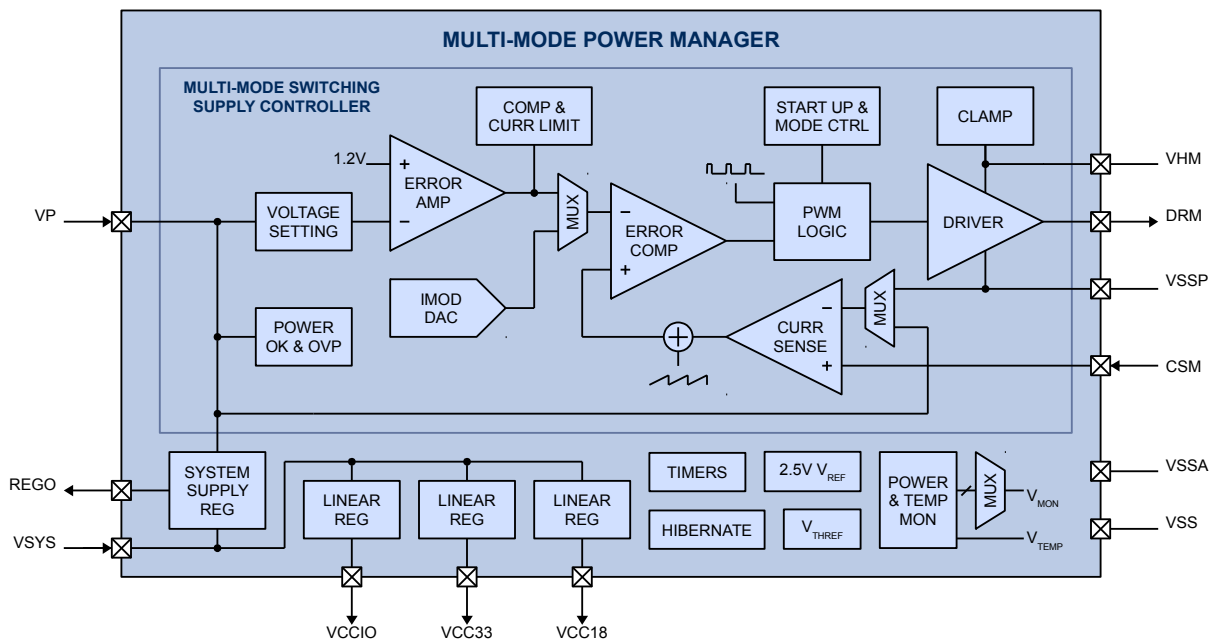 MULTI-MODE POWER MANAGER
MULTI-MODE SWITCHING
SUPPLY CONTROLLER
COMP &
CURR LIMIT
START UP &
MODE CTRL
CLAMP
1.2V
+
ERROR
AMP
−
VP
VOLTAGE
SETTING
MUX
−
ERROR
COMP
+
PWM
LOGIC
DRIVER
VHM
DRM
VSSP
IMOD
DAC
POWER
OK & OVP
+
CURR
SENSE
−
+
MUX
CSM
SYSTEM
SUPPLY
REG
REGO
VSYS
LINEAR
REG
LINEAR
REG
LINEAR
REG
TIMERS
2.5V VREF
HIBERNATE
VTHREF
POWER
& TEMP
MON
MUX
VMON
VTEMP
VSSA
VSS
VCCIO
VCC33
VCC18